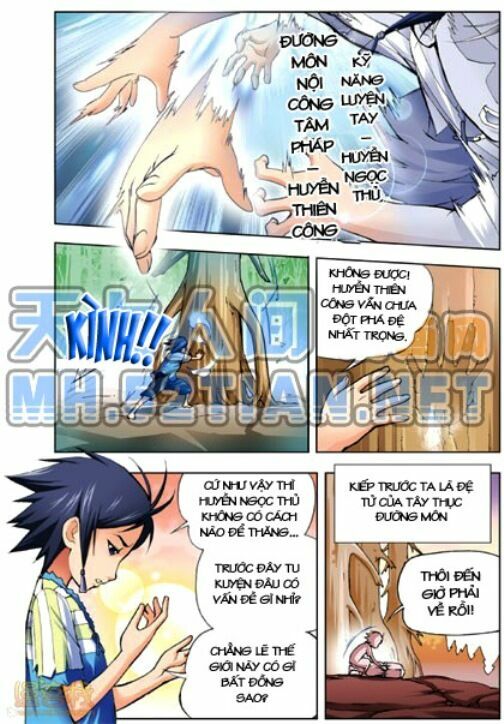 KỸ
NĂNG
LUYỆN
TAY
–
HUYỀN
NGỌC
THỦ,
ĐƯỜNG
MÔN
NỘI
CÔNG
TÂM
PHÁP
–
HUYỀN
THIÊN
CÔNG
KÌNH!!
KHÔNG ĐƯỢC!
HUYỀN THIÊN
CÔNG VẪN CHƯA
ĐỘT PHÁ ĐỆ
NHẤT TRỌNG.
MH.EZTIAN.NET
CỨ NHƯ VẬY THÌ
HUYỀN NGỌC THỦ
KHÔNG CÓ CÁCH
NÀO ĐỂ THĂNG...
TRƯỚC ĐÂY TU
KUYỆN ĐÂU CÓ
VẤN ĐỀ GÌ NHỈ?
CHẲNG LẼ THẾ
GIỚI NÀY CÓ GÌ
BẤT ĐỒNG
SAO?
KIẾP TRƯỚC TA LÀ ĐỆ
TỬ CỦA TÂY THỤC
ĐƯỜNG MÔN
THÔI ĐẾN
GIỜ PHẢI
VỀ RỒI!